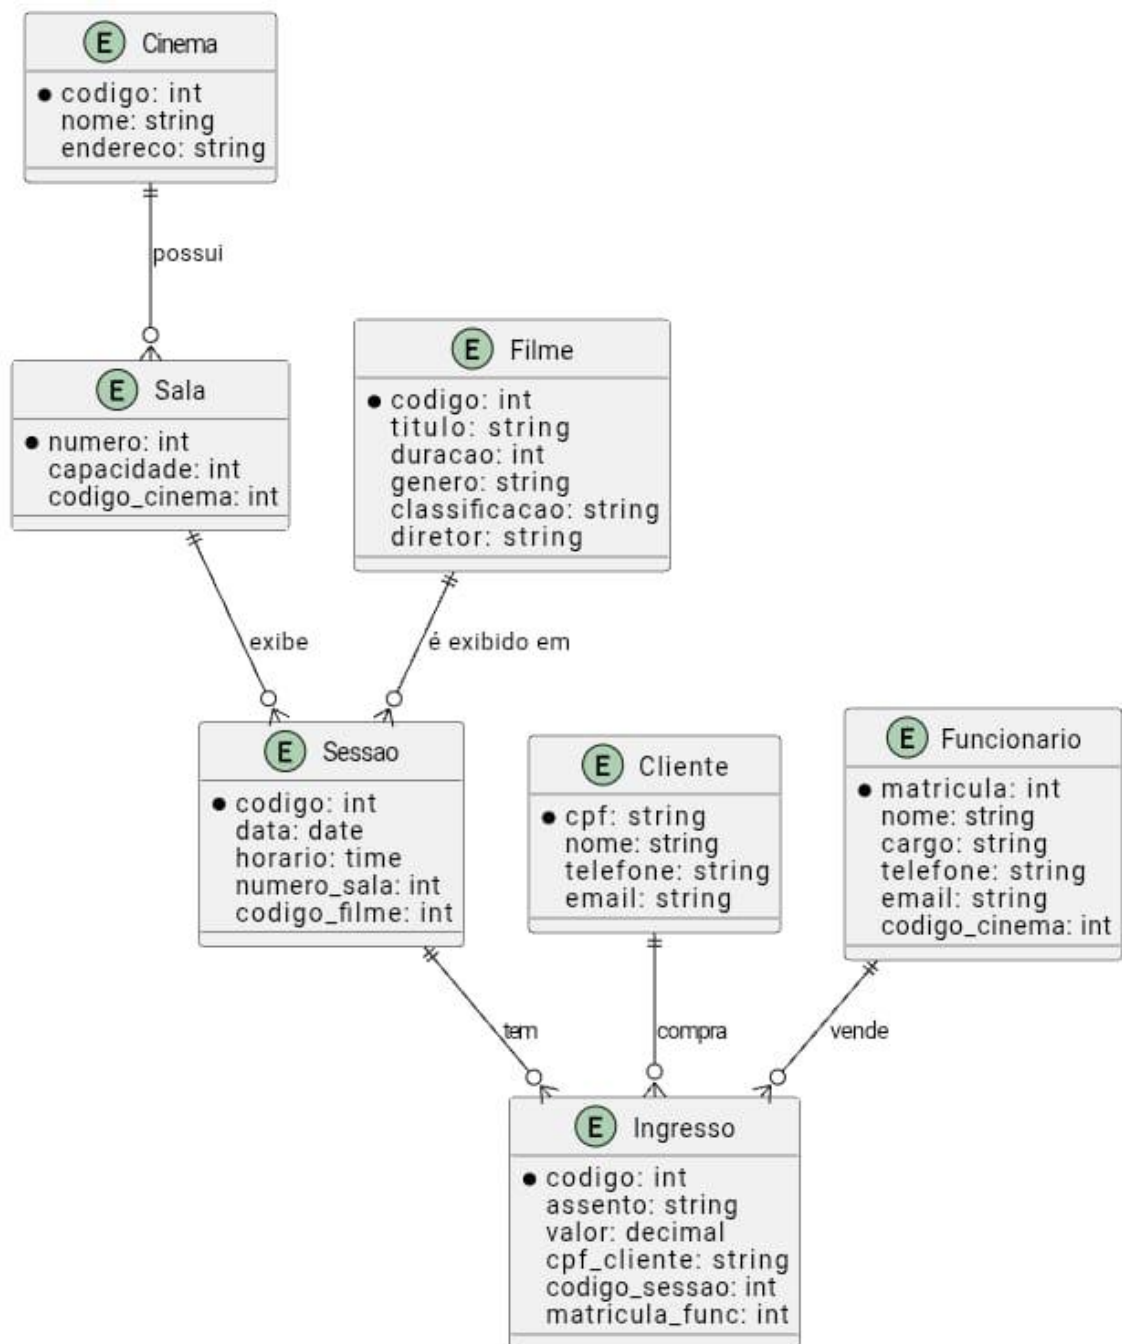 E Cinema
codigo: int
nome: string
endereco: string
possui
E Sala
numero: int
capacidade: int
codigo_cinema: int
E Filme
codigo: int
titulo: string
duracao: int
genero: string
classificacao: string
diretor: string
exibe
é exibido em
E Sessao
codigo: int
data: date
horario: time
numero_sala: int
codigo_filme: int
E Cliente
cpf: string
nome: string
telefone: string
email: string
E Funcionario
matricula: int
nome: string
cargo: string
telefone: string
email: string
codigo_cinema: int
tem
compra
vende
E Ingresso
codigo: int
assento: string
valor: decimal
cpf_cliente: string
codigo_sessao: int
matricula_func: int